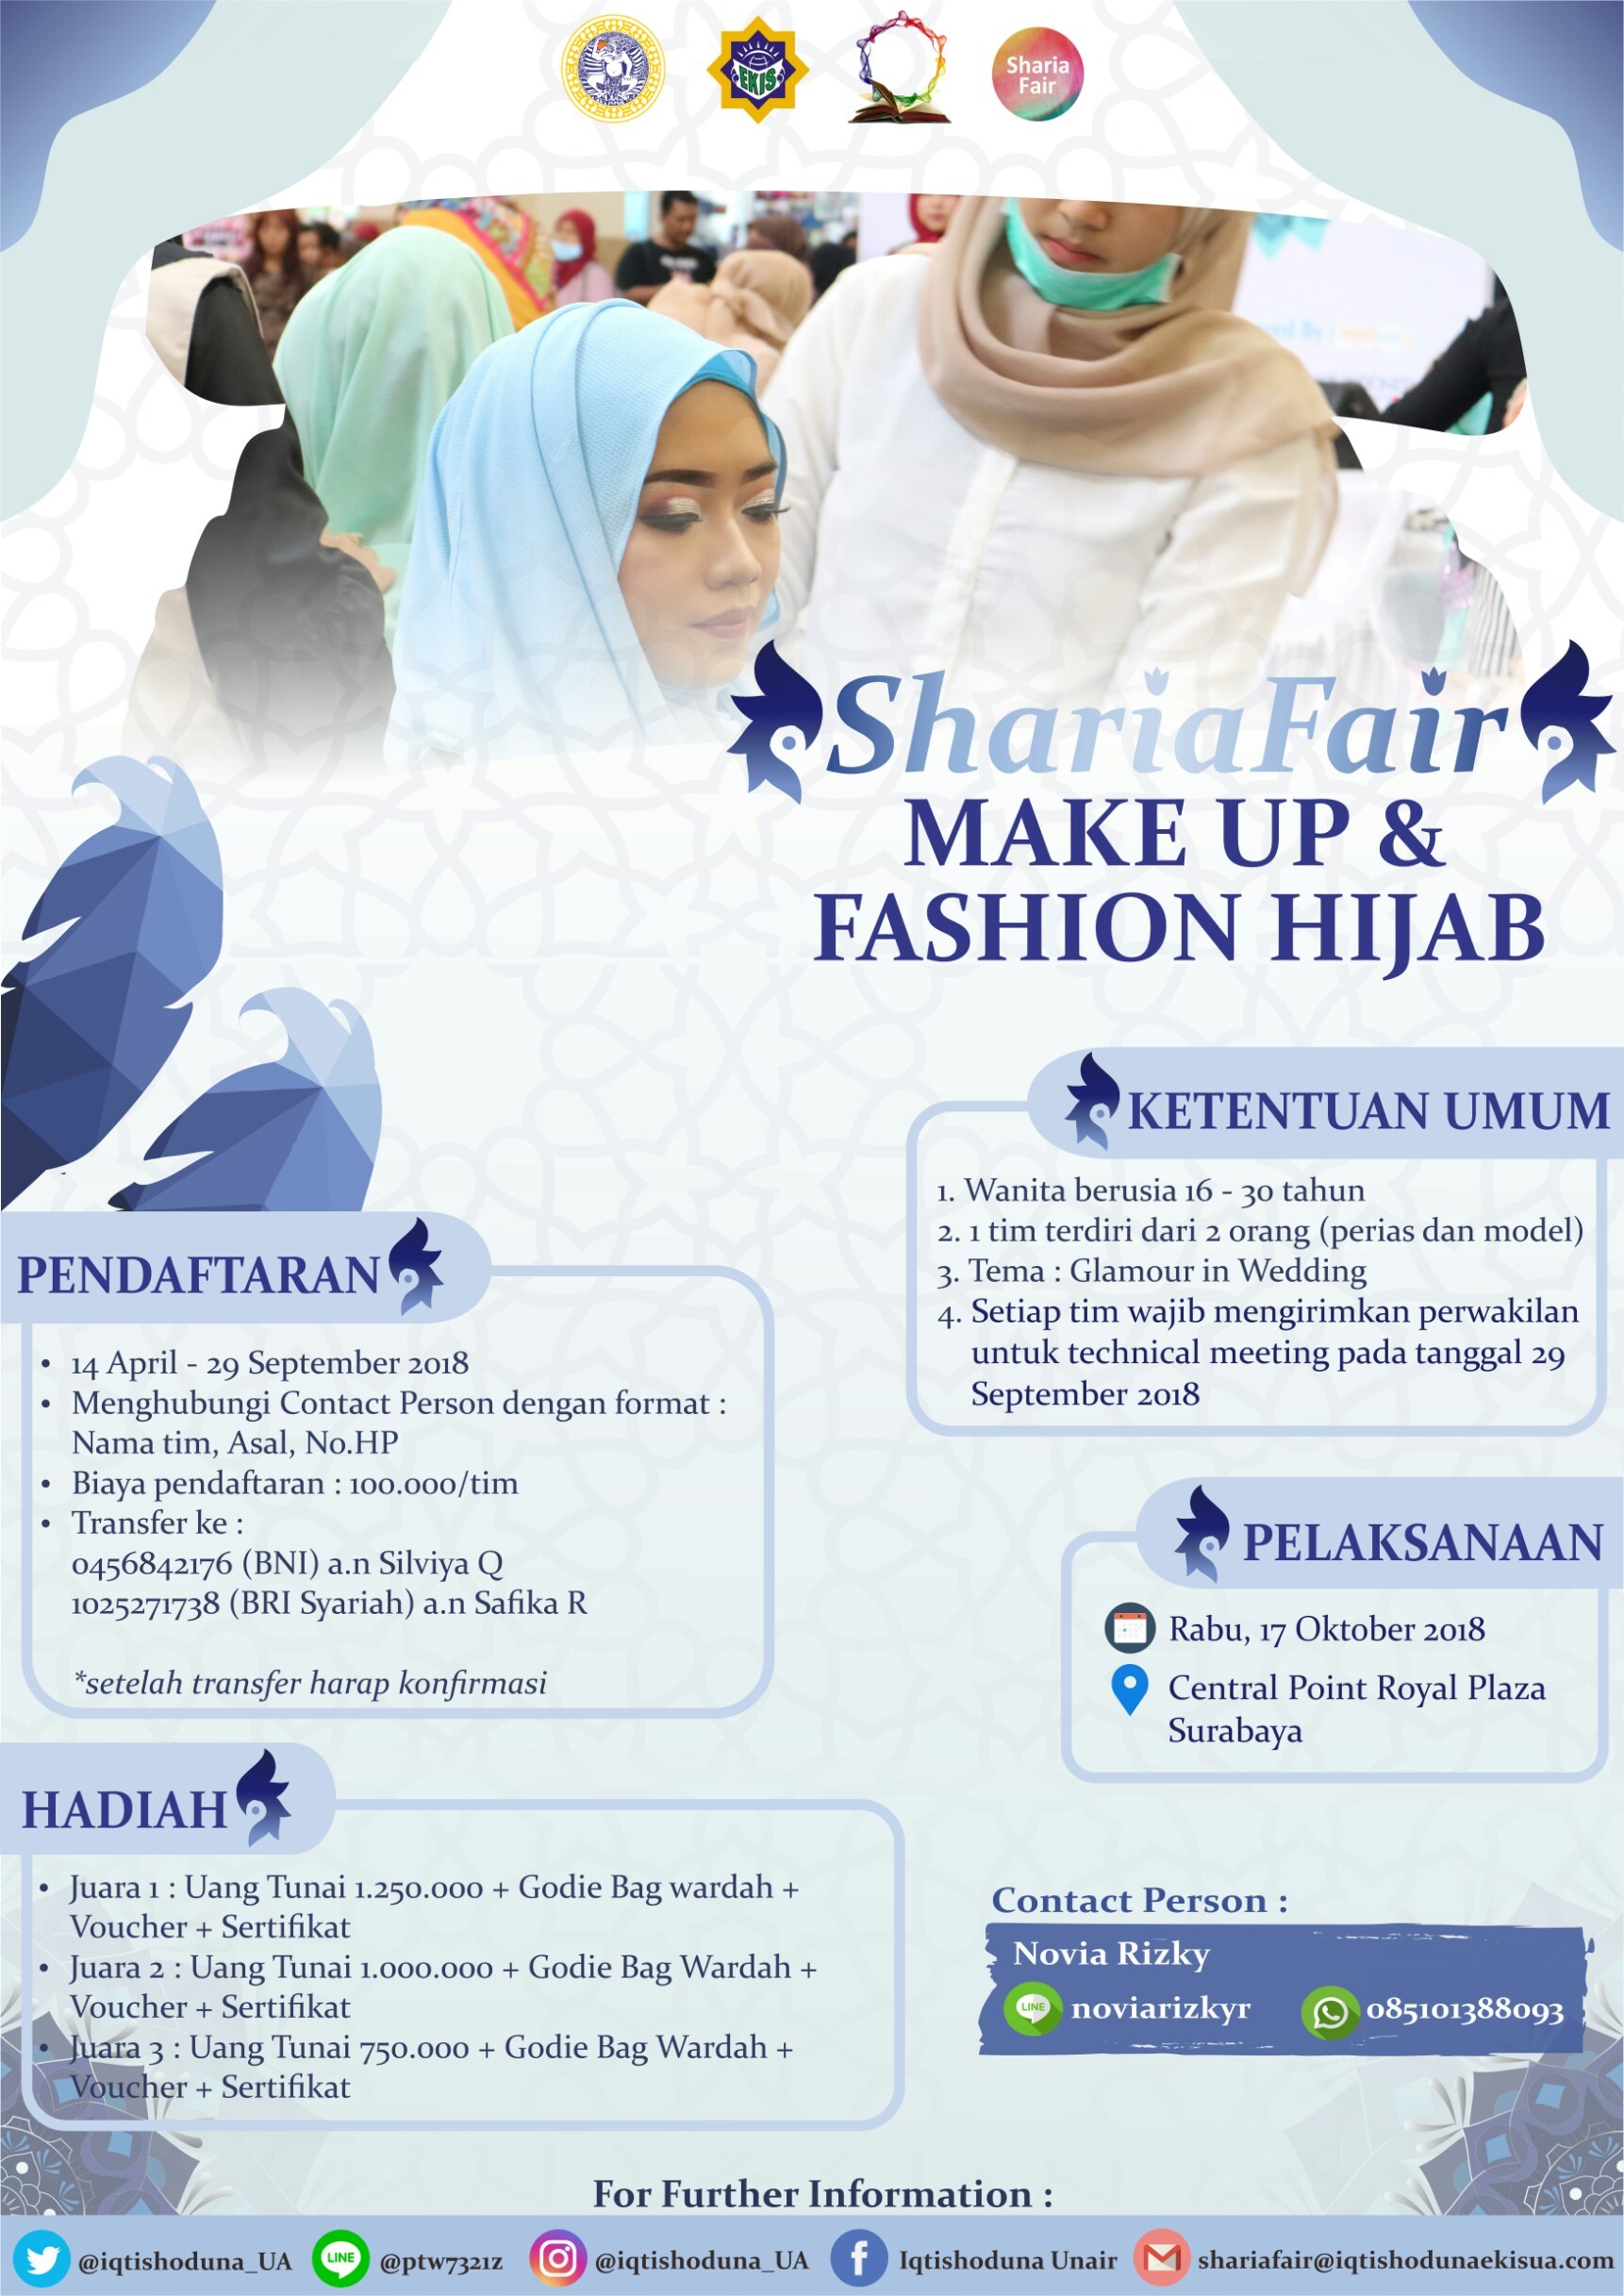 EKIS
Sharia
Fair
ShariaFair
MAKE UP &
FASHION HIJAB
KETENTUAN UMUM
1. Wanita berusia 16 - 30 tahun
2. 1 tim terdiri dari 2 orang (perias dan model)
3. Tema : Glamour in Wedding
4. Setiap tim wajib mengirimkan perwakilan
untuk technical meeting pada tanggal 29
September 2018
PENDAFTARAN
• 14 April - 29 September 2018
• Menghubungi Contact Person dengan format :
Nama tim, Asal, No.HP
• Biaya pendaftaran : 100.000/tim
• Transfer ke :
0456842176 (BNI) a.n Silviya Q
1025271738 (BRI Syariah) a.n Safika R
*setelah transfer harap konfirmasi
PELAKSANAAN
Rabu, 17 Oktober 2018
Central Point Royal Plaza
Surabaya
HADIAH
• Juara 1 : Uang Tunai 1.250.000 + Godie Bag wardah +
Voucher + Sertifikat
• Juara 2 : Uang Tunai 1.000.000 + Godie Bag Wardah +
Voucher + Sertifikat
• Juara 3 : Uang Tunai 750.000 + Godie Bag Wardah +
Voucher + Sertifikat
Contact Person :
Novia Rizky
LINE noviarizkyr 085101388093
For Further Information :
@iqtishoduna_UA LINE @ptw7321z @iqtishoduna_UA f Iqtishoduna Unair M shariafair@iqtishodunaekisua.com